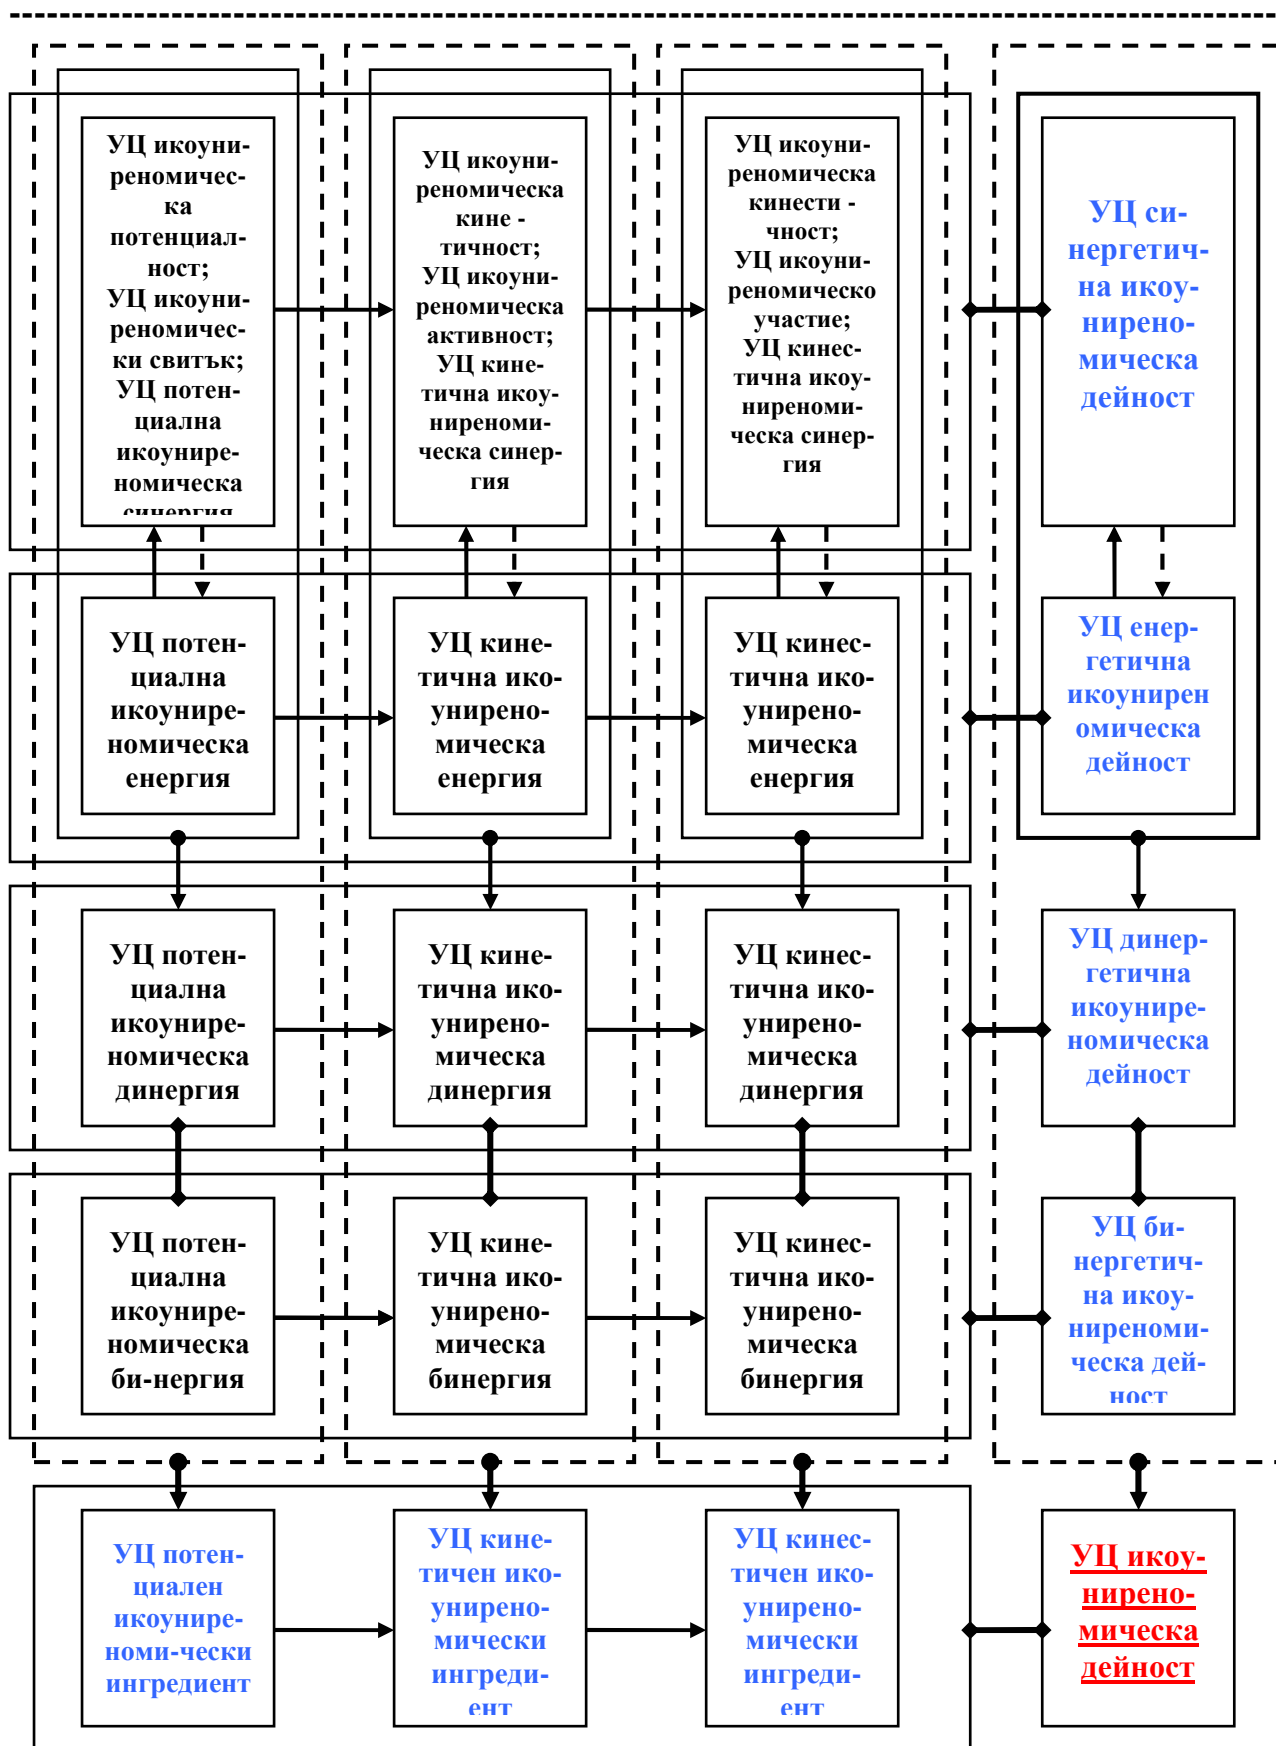 УЦ икоуни-
реномичес-
ка
потенциал-
ност;
УЦ икоуни-
реномичес-
ки свитък;
УЦ потен-
циална
икоунире-
номическа
синергия
УЦ икоуни-
реномическа
кине -
тичност;
УЦ икоуни-
реномическа
активност;
УЦ кине-
тична икоу-
ниреноми-
ческа синер-
гия
УЦ икоуни-
реномическа
кинести -
чност;
УЦ икоуни-
реномическо
участие;
УЦ кинес-
тична икоу-
ниреноми-
ческа синер-
гия
УЦ си-
нергетич-
на икоу-
нирено-
мическа
дейност
УЦ потен-
циална
икоунире-
номическа
енергия
УЦ кине-
тична ико-
унирено-
мическа
енергия
УЦ кинес-
тична ико-
унирено-
мическа
енергия
УЦ енер-
гетична
икоунирен
омическа
дейност
УЦ потен-
циална
икоунире-
номическа
динергия
УЦ кине-
тична ико-
унирено-
мическа
динергия
УЦ кинес-
тична ико-
унирено-
мическа
динергия
УЦ динер-
гетична
икоунире-
номическа
дейност
УЦ потен-
циална
икоунире-
номическа
би-нергия
УЦ кине-
тична ико-
унирено-
мическа
бинергия
УЦ кинес-
тична ико-
унирено-
мическа
бинергия
УЦ би-
нергетич-
на икоу-
ниреноми-
ческа дей-
ност
УЦ потен-
циален
икоунире-
номи-чески
ингредиент
УЦ кине-
тичен ико-
унирено-
мически
ингреди-
ент
УЦ кинес-
тичен ико-
унирено-
мически
ингреди-
ент
УЦ икоу-
нирено-
мическа
дейност